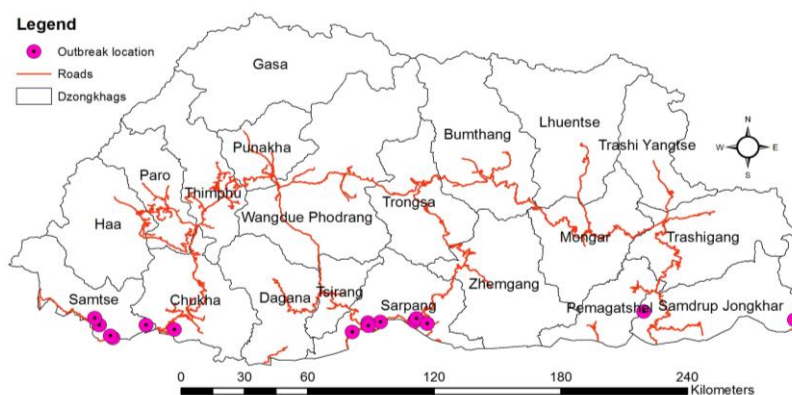 Legend
Outbreak location
Roads
Dzongkhags
Gasa
Punakha
Bumthang
Lhuentse
Trashi Yangtse
N
W E
S
Paro
Thimphu
Haa
Wangdue Phodrang
Trongsa
Mongar
Trashigang
Samtse
Chukha
Dagana
Tsirang
Sarpang
Zhemgang
Pemagatshel
Samdrup Jongkhar
0 30 60 120 180 240
Kilometers